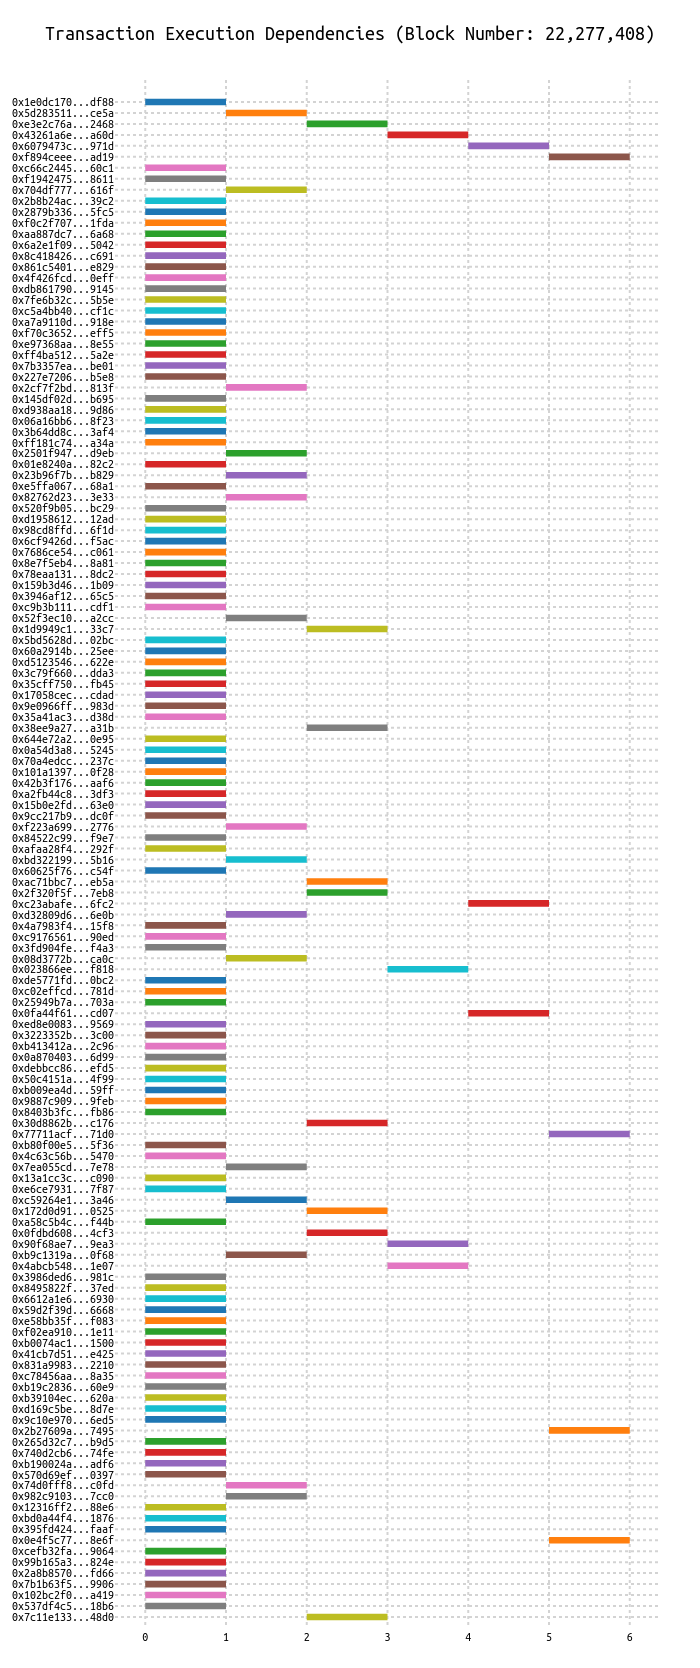 Transaction Execution Dependencies (Block Number: 22,277,408)
0x1e0dc170...df88
0x5d283511...ce5a
0xe3e2c76a...2468
0x43261a6e...a60d
0x6079473c...971d
0xf894ceee...ad19
0xc66c2445...60c1
0xf1942475...8611
0x704df777...616f
0x2b8b24ac...39c2
0x2879b336...5fc5
0xf0c2f707...1fda
0xaa887dc7...6a68
0x6a2e1f09...5042
0x8c418426...c691
0x861c5401...e829
0x4f426fcd...0eff
0xdb861790...9145
0x7fe6b32c...5b5e
0xc5a4bb40...cf1c
0xa7a9110d...918e
0xf70c3652...eff5
0xe97368aa...8e55
0xff4ba512...5a2e
0x7b3357ea...be01
0x227e7206...b5e8
0x2cf7f2bd...813f
0x145df02d...b695
0xd938aa18...9d86
0x06a16bb6...8f23
0x3b64dd8c...3af4
0xff181c74...a34a
0x2501f947...d9eb
0x01e8240a...82c2
0x23b96f7b...b829
0xe5ffa067...68a1
0x82762d23...3e33
0x520f9b05...bc29
0xd1958612...12ad
0x98cd8ffd...6f1d
0x6cf9426d...f5ac
0x7686ce54...c061
0x8e7f5eb4...8a81
0x78eaa131...8dc2
0x159b3d46...1b09
0x3946af12...65c5
0xc9b3b111...cdf1
0x52f3ec10...a2cc
0x1d9949c1...33c7
0x5bd5628d...02bc
0x60a2914b...25ee
0xd5123546...622e
0x3c79f660...dda3
0x35cff750...fb45
0x17058cec...cdad
0x9e0966ff...983d
0x35a41ac3...d38d
0x38ee9a27...a31b
0x644e72a2...0e95
0x0a54d3a8...5245
0x70a4edcc...237c
0x101a1397...0f28
0x42b3f176...aaf6
0xa2fb44c8...3df3
0x15b0e2fd...63e0
0x9cc217b9...dc0f
0xf223a699...2776
0x84522c99...f9e7
0xafaa28f4...292f
0xbd322199...5b16
0x60625f76...c54f
0xac71bbc7...eb5a
0x2f320f5f...7eb8
0xc23abafe...6fc2
0xd32809d6...6e0b
0x4a7983f4...15f8
0xc9176561...90ed
0x3fd904fe...f4a3
0x08d3772b...ca0c
0x023866ee...f818
0xde5771fd...0bc2
0xc02effcd...781d
0x25949b7a...703a
0x0fa44f61...cd07
0xed8e0083...9569
0x3223352b...3c00
0xb413412a...2c96
0x0a870403...6d99
0xdebbcc86...efd5
0x50c4151a...4f99
0xb009ea4d...59ff
0x9887c909...9feb
0x8403b3fc...fb86
0x30d8862b...c176
0x77711acf...71d0
0xb80f00e5...5f36
0x4c63c56b...5470
0x7ea055cd...7e78
0x13a1cc3c...c090
0xe6ce7931...7f87
0xc59264e1...3a46
0x172d0d91...0525
0xa58c5b4c...f44b
0x0fdbd608...4cf3
0x90f68ae7...9ea3
0xb9c1319a...0f68
0x4abcb548...1e07
0x3986ded6...981c
0x8495822f...37ed
0x6612a1e6...6930
0x59d2f39d...6668
0xe58bb35f...f083
0xf02ea910...1e11
0xb0074ac1...1500
0x41cb7d51...e425
0x831a9983...2210
0xc78456aa...8a35
0xb19c2836...60e9
0xb39104ec...620a
0xd169c5be...8d7e
0x9c10e970...6ed5
0x2b27609a...7495
0x265d32c7...b9d5
0x740d2cb6...74fe
0xb190024a...adf6
0x570d69ef...0397
0x74d0fff8...c0fd
0x982c9103...7cc0
0x12316ff2...88e6
0xbd0a44f4...1876
0x395fd424...faaf
0x0e4f5c77...8e6f
0xcefb32fa...9064
0x99b165a3...824e
0x2a8b8570...fd66
0x7b1b63f5...9906
0x102bc2f0...a419
0x537df4c5...18b6
0x7c11e133...48d0
0 1 2 3 4 5 6